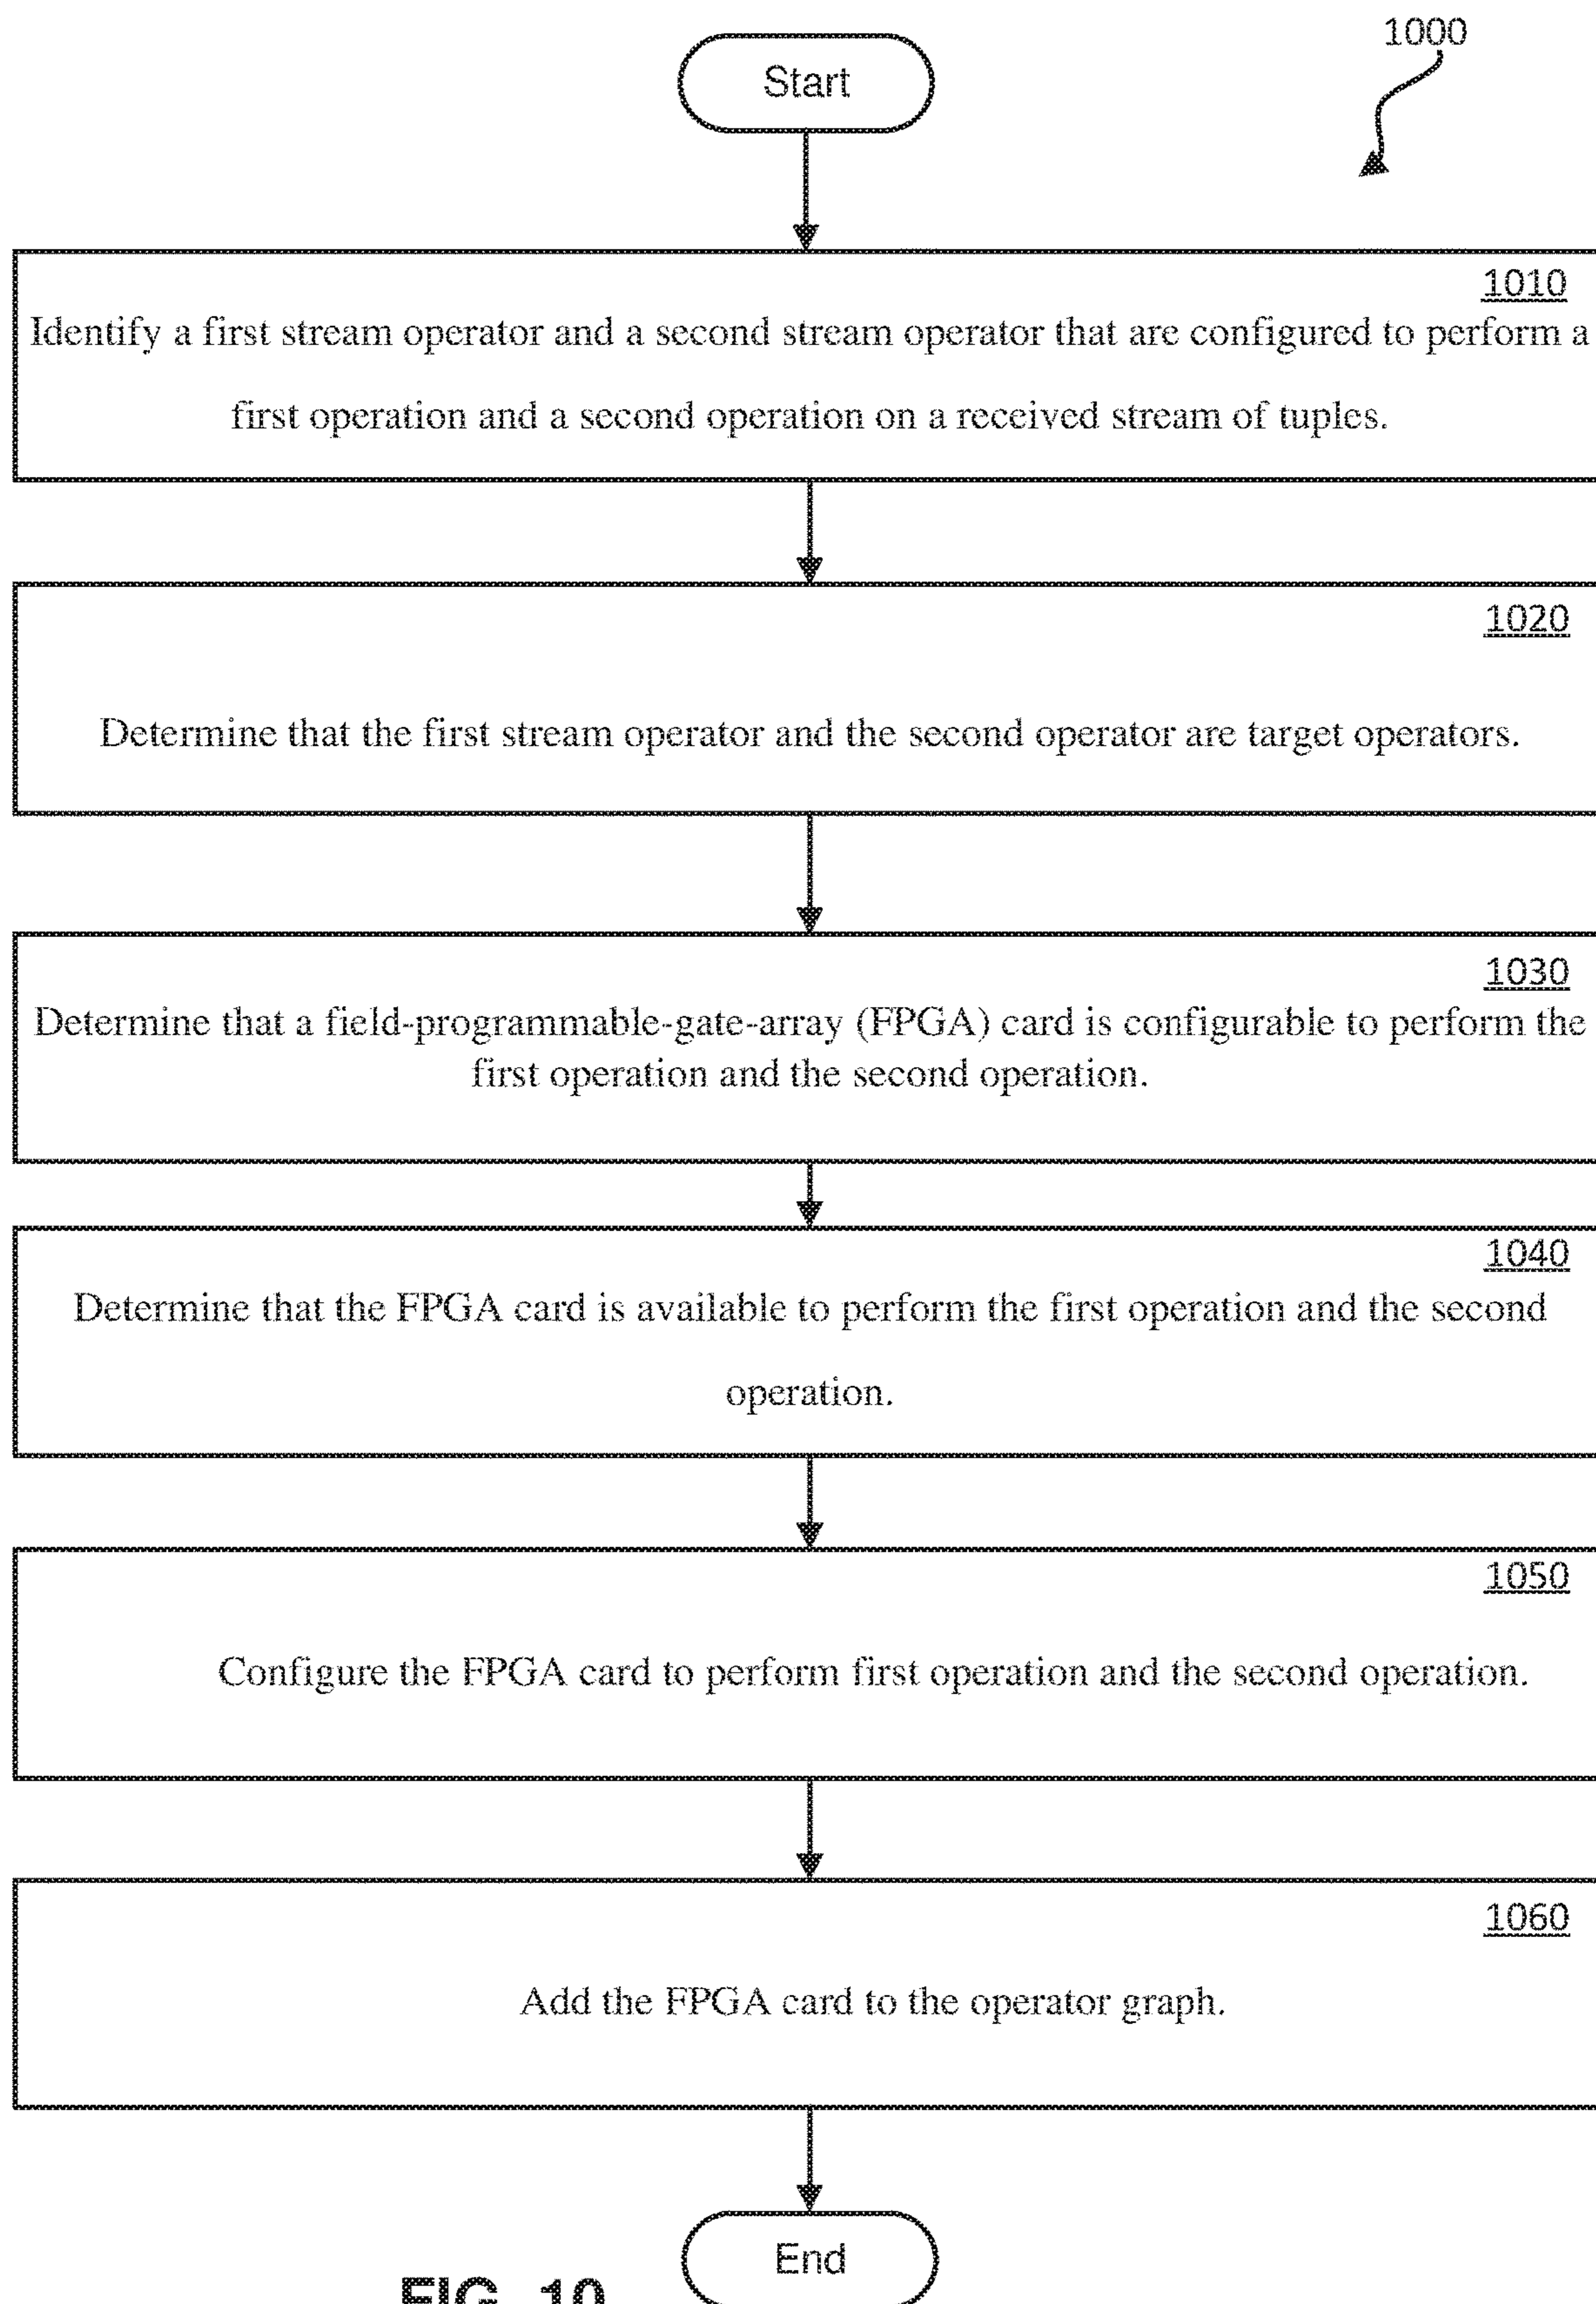 1000
Start
1010
Identify a first stream operator and a second stream operator that are configured to perform a
first operation and a second operation on a received stream of tuples.
1020
Determine that the first stream operator and the second operator are target operators.
1030
Determine that a field-programmable-gate-array (FPGA) card is configurable to perform the
first operation and the second operation.
1040
Determine that the FPGA card is available to perform the first operation and the second
operation.
1050
Configure the FPGA card to perform first operation and the second operation.
1060
Add the FPGA card to the operator graph.
End
FIG. 10